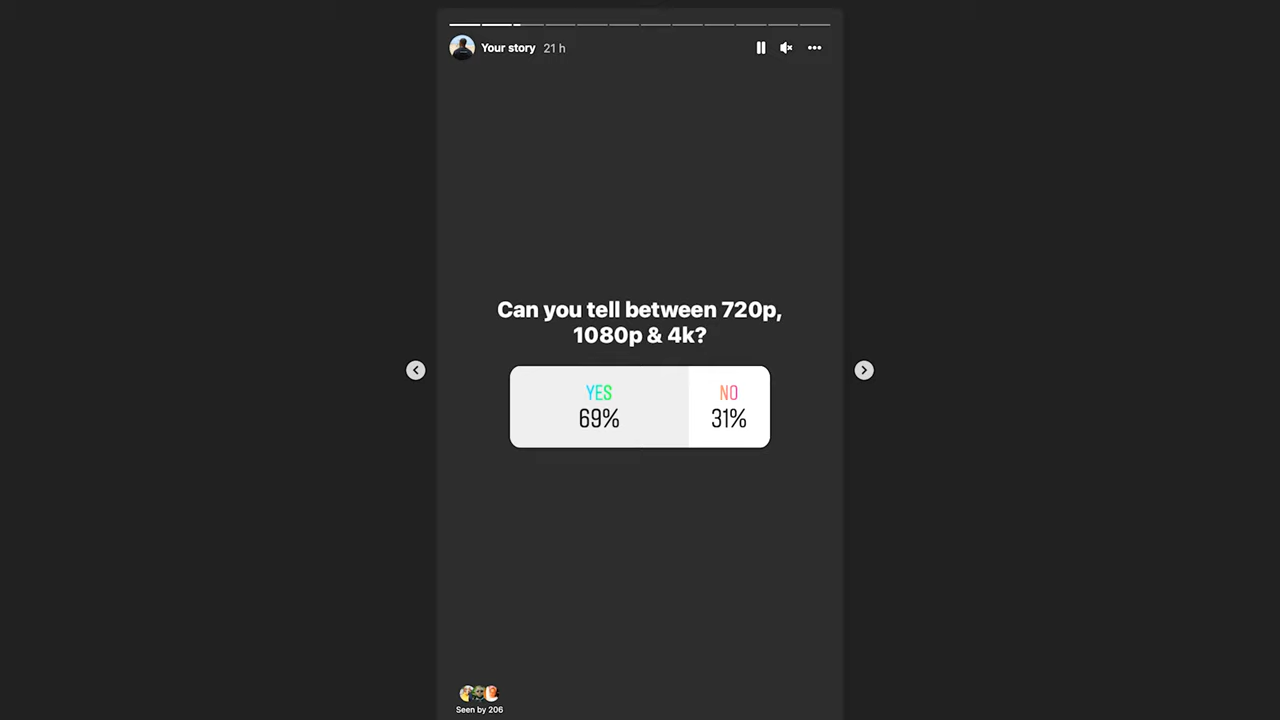 Your story 21 h
Can you tell between 720p,
1080p & 4k?
YES NO
69% 31%
Seen by 206